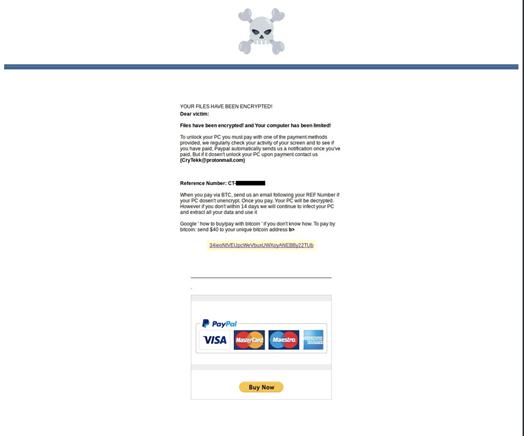 YOUR FILES HAVE BEEN ENCRYPTED!
Dear victim:
Files have been encrypted! and Your computer has been limited!
To unlock your PC you must pay with one of the payment methods
provided, we regularly check your activity of your screen and to see if
you have paid, Paypal automatically sends us a notification once you've
payed, But if it dosen't unlock your PC upon payment contact us
(CryTekk@protonmail.com)
Reference Number: CT-
When you pay via BTC, send us an email following your REF Number if
your PC dosen't unencrypt. Once you pay, Your PC will be decrypted.
However if you don't within 14 days we will continue to infect your PC
and extract all your data and use it
Google ' how to buy/pay with bitcoin ' if you don't know how. To pay by
bitcoin: send $40 to your unique bitcoin address b>
PayPal
VISA MasterCard Maestro AMERICAN EXPRESS
Buy Now